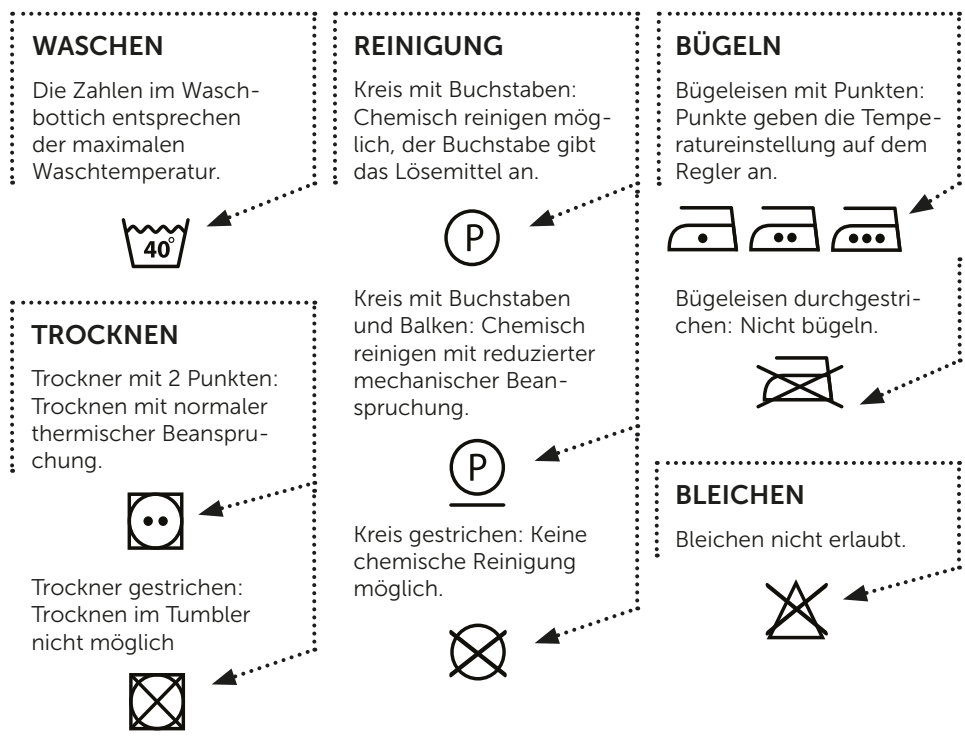 WASCHEN
Die Zahlen im Wasch-
bottich entsprechen
der maximalen
Waschtemperatur.
40°
TROCKNEN
Trockner mit 2 Punkten:
Trocknen mit normaler
thermischer Beanspru-
chung.
Trockner gestrichen:
Trocknen im Tumbler
nicht möglich
REINIGUNG
Kreis mit Buchstaben:
Chemisch reinigen mög-
lich, der Buchstabe gibt
das Lösemittel an.
P
Kreis mit Buchstaben
und Balken: Chemisch
reinigen mit reduzierter
mechanischer Bean-
spruchung.
P
Kreis gestrichen: Keine
chemische Reinigung
möglich.
BÜGELN
Bügeleisen mit Punkten:
Punkte geben die Tempe-
ratureinstellung auf dem
Regler an.
Bügeleisen durchgestri-
chen: Nicht bügeln.
BLEICHEN
Bleichen nicht erlaubt.